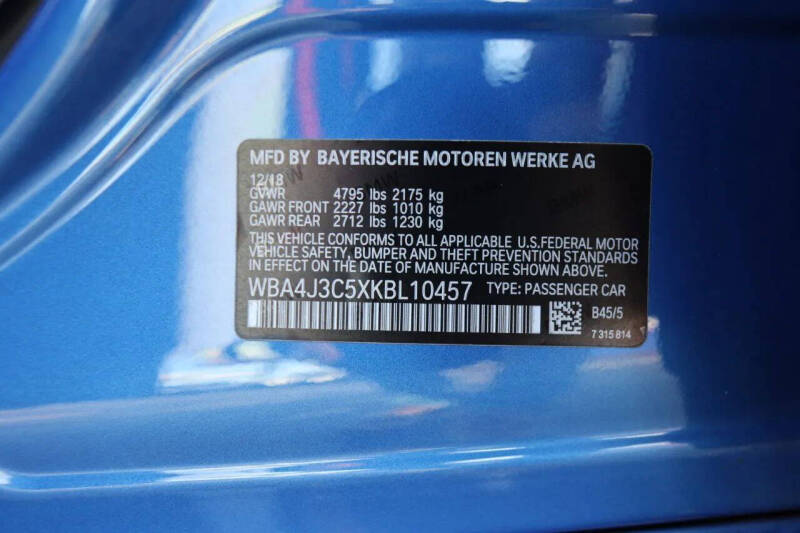 MFD BY BAYERISCHE MOTOREN WERKE AG
12/18
GVWR 4795 lbs 2175 kg
GAWR FRONT 2227 lbs 1010 kg
GAWR REAR 2712 lbs 1230 kg
THIS VEHICLE CONFORMS TO ALL APPLICABLE U.S.FEDERAL MOTOR
VEHICLE SAFETY, BUMPER AND THEFT PREVENTION STANDARDS
IN EFFECT ON THE DATE OF MANUFACTURE SHOWN ABOVE.
WBA4J3C5XKBL10457 TYPE: PASSENGER CAR
B45/5
7 315 814